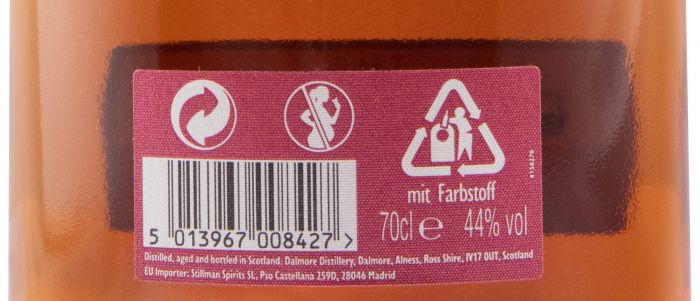 mit Farbstoff
70cl e 44% vol
5 013967 008427 >
Distilled, aged and bottled in Scotland. Dalmore Distillery, Dalmore, Alness, Ross Shire, IV17 0UT, Scotland
EU Importer: Stillman Spirits SL, Pso Castellana 259D, 28046 Madrid